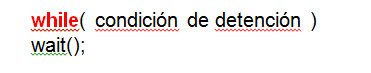 while( condición de detención )
wait();